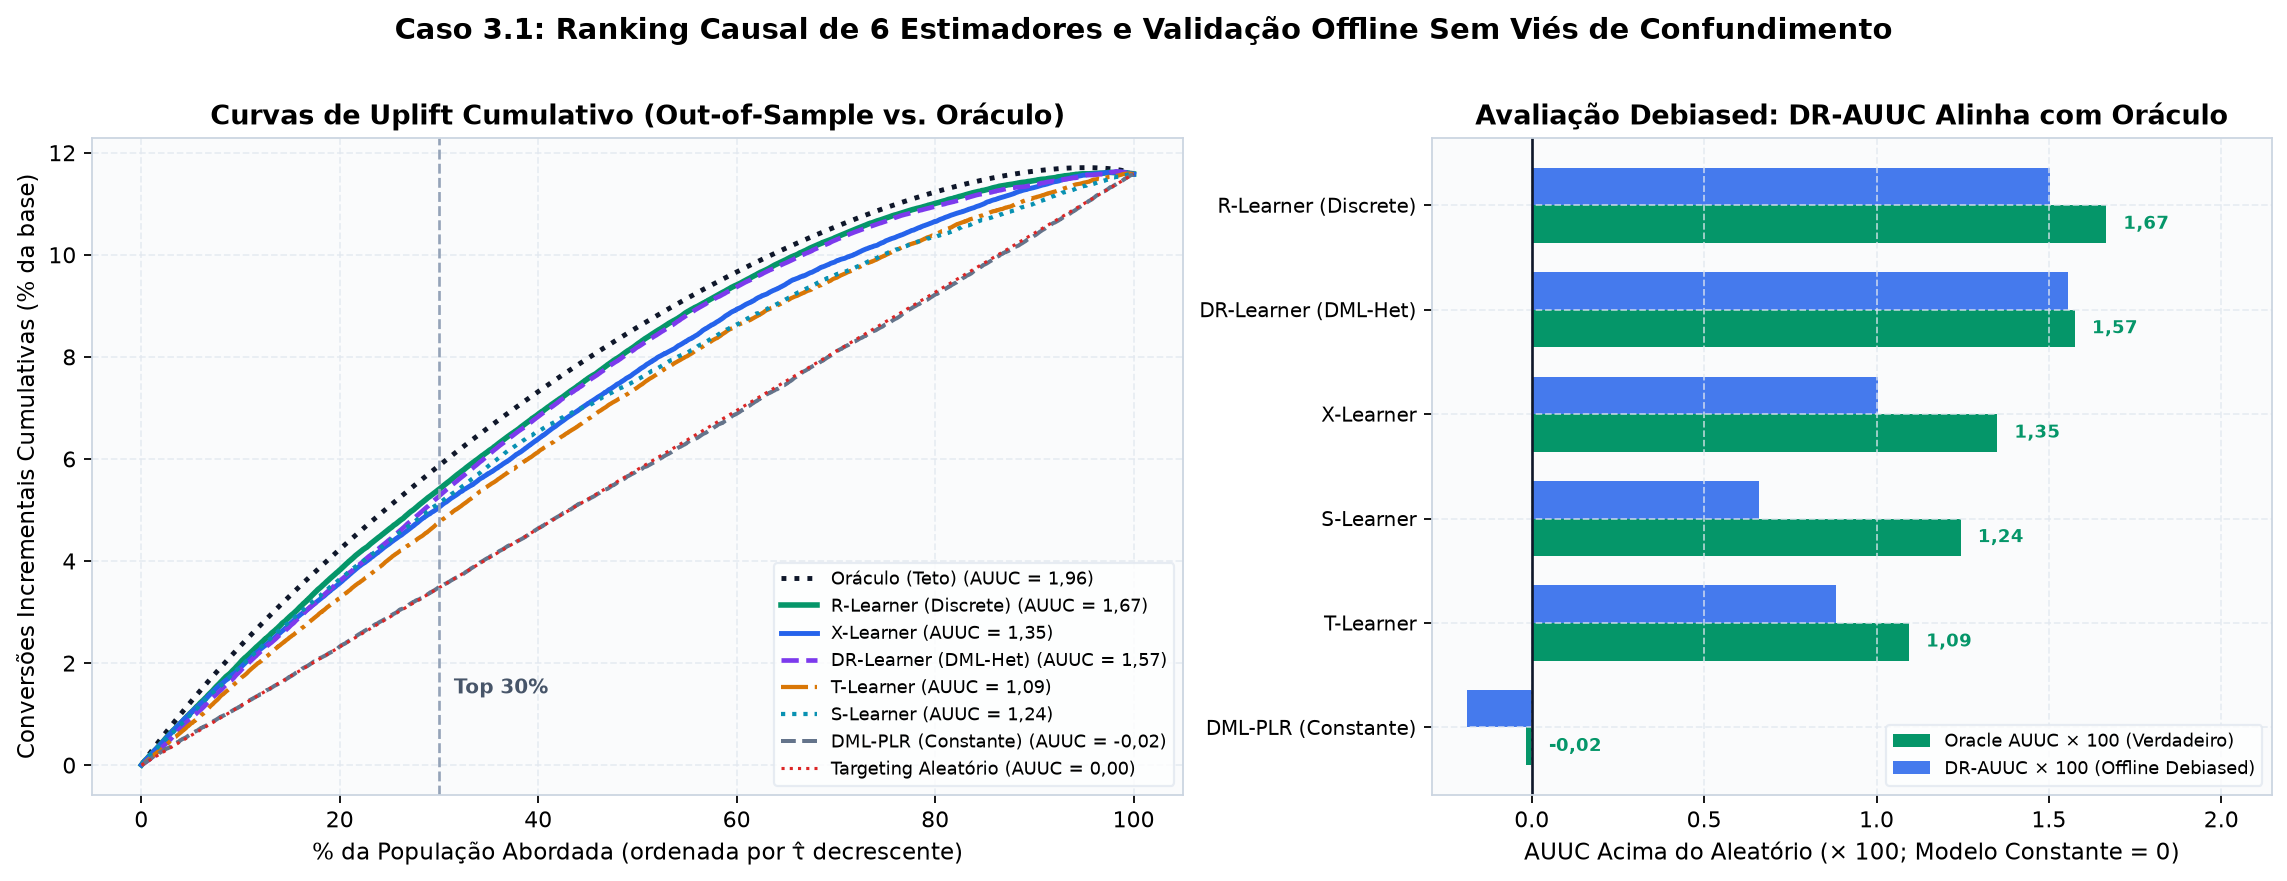 Caso 3.1: Ranking Causal de 6 Estimadores e Validação Offline Sem Viés de Confundimento
Curvas de Uplift Cumulativo (Out-of-Sample vs. Oráculo)
Conversões Incrementais Cumulativas (% da base)
12
10
8
6
4
2
0
Top 30%
Oráculo (Teto) (AUUC = 1,96)
R-Learner (Discrete) (AUUC = 1,67)
X-Learner (AUUC = 1,35)
DR-Learner (DML-Het) (AUUC = 1,57)
T-Learner (AUUC = 1,09)
S-Learner (AUUC = 1,24)
DML-PLR (Constante) (AUUC = -0,02)
Targeting Aleatório (AUUC = 0,00)
0 20 40 60 80 100
% da População Abordada (ordenada por τ̂ decrescente)
Avaliação Debiased: DR-AUUC Alinha com Oráculo
R-Learner (Discrete)
1,67
DR-Learner (DML-Het)
1,57
X-Learner
1,35
S-Learner
1,24
T-Learner
1,09
DML-PLR (Constante)
-0,02
Oracle AUUC × 100 (Verdadeiro)
DR-AUUC × 100 (Offline Debiased)
0.0 0.5 1.0 1.5 2.0
AUUC Acima do Aleatório (× 100; Modelo Constante = 0)